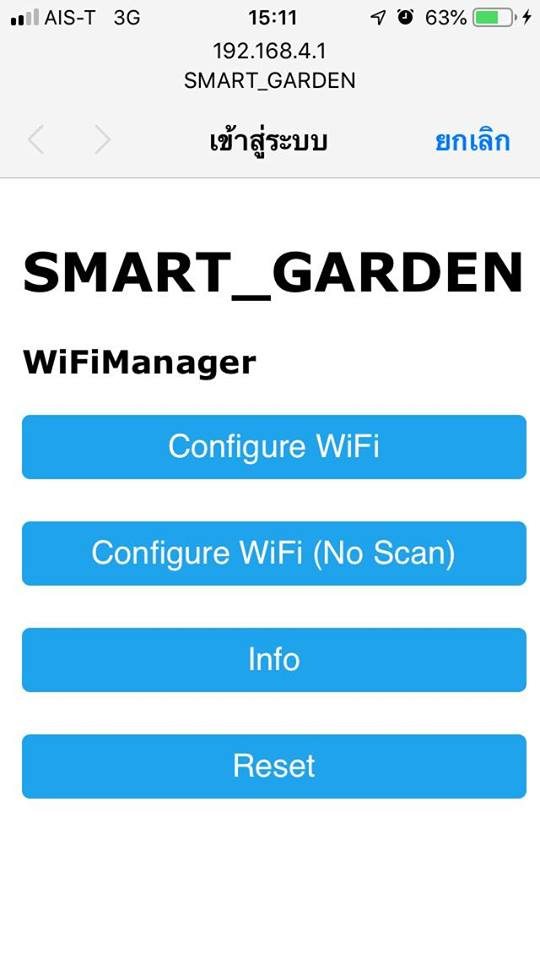 AIS-T 3G 15:11 63%
192.168.4.1
SMART_GARDEN
เข้าสู่ระบบ ยกเลิก
SMART_GARDEN
WiFiManager
Configure WiFi
Configure WiFi (No Scan)
Info
Reset